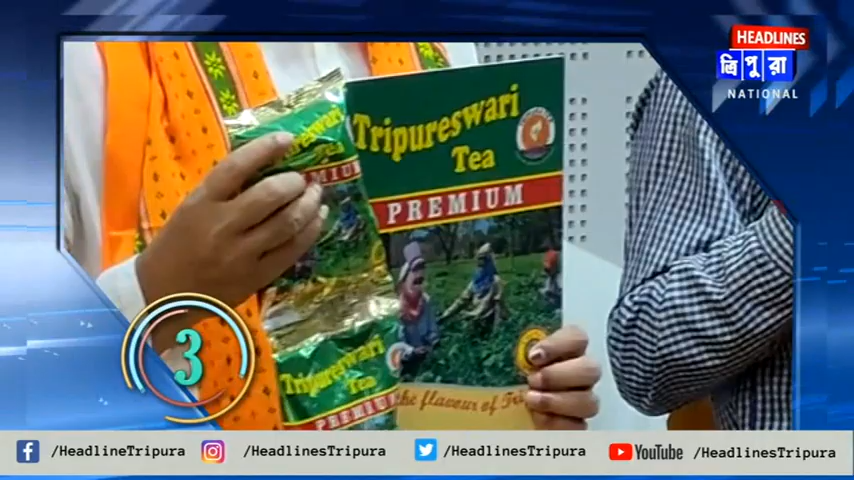 HEADLINES
ত্রিপুরা
NATIONAL
Tripureswari
Tea
PREMIUM
Tripureswari
Tea
PREMIUM
Tripureswari
Tea
PREMIUM
the flavour of
3
/HeadlineTripura
/HeadlinesTripura
/HeadlinesTripura
YouTube /HeadlinesTripura